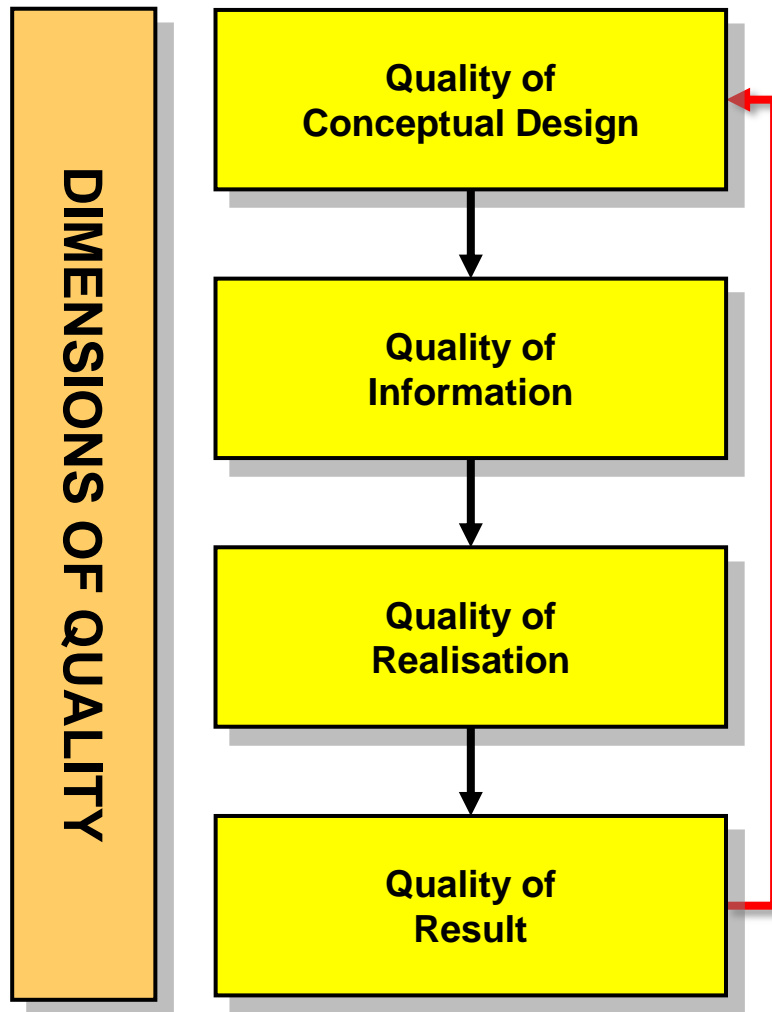 DIMENSIONS OF QUALITY
Quality of
Conceptual Design
Quality of
Information
Quality of
Realisation
Quality of
Result